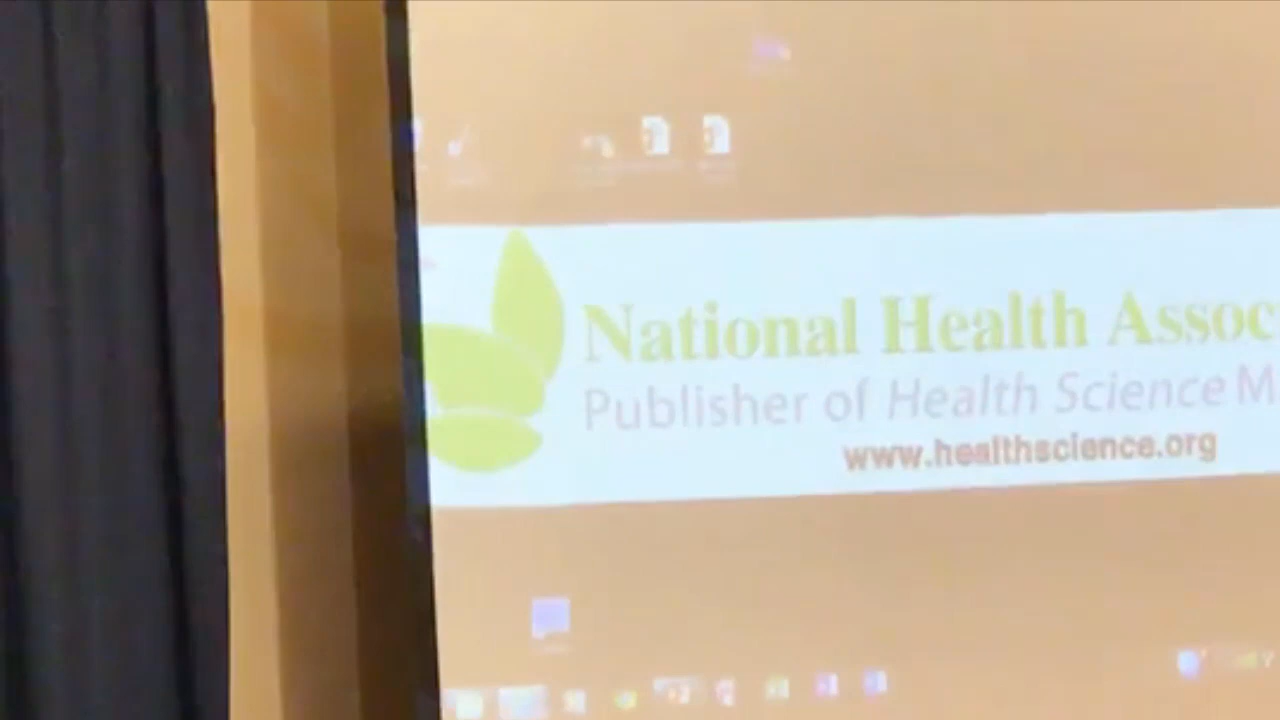 National Health Assoc
Publisher of Health Science M
www.healthscience.org